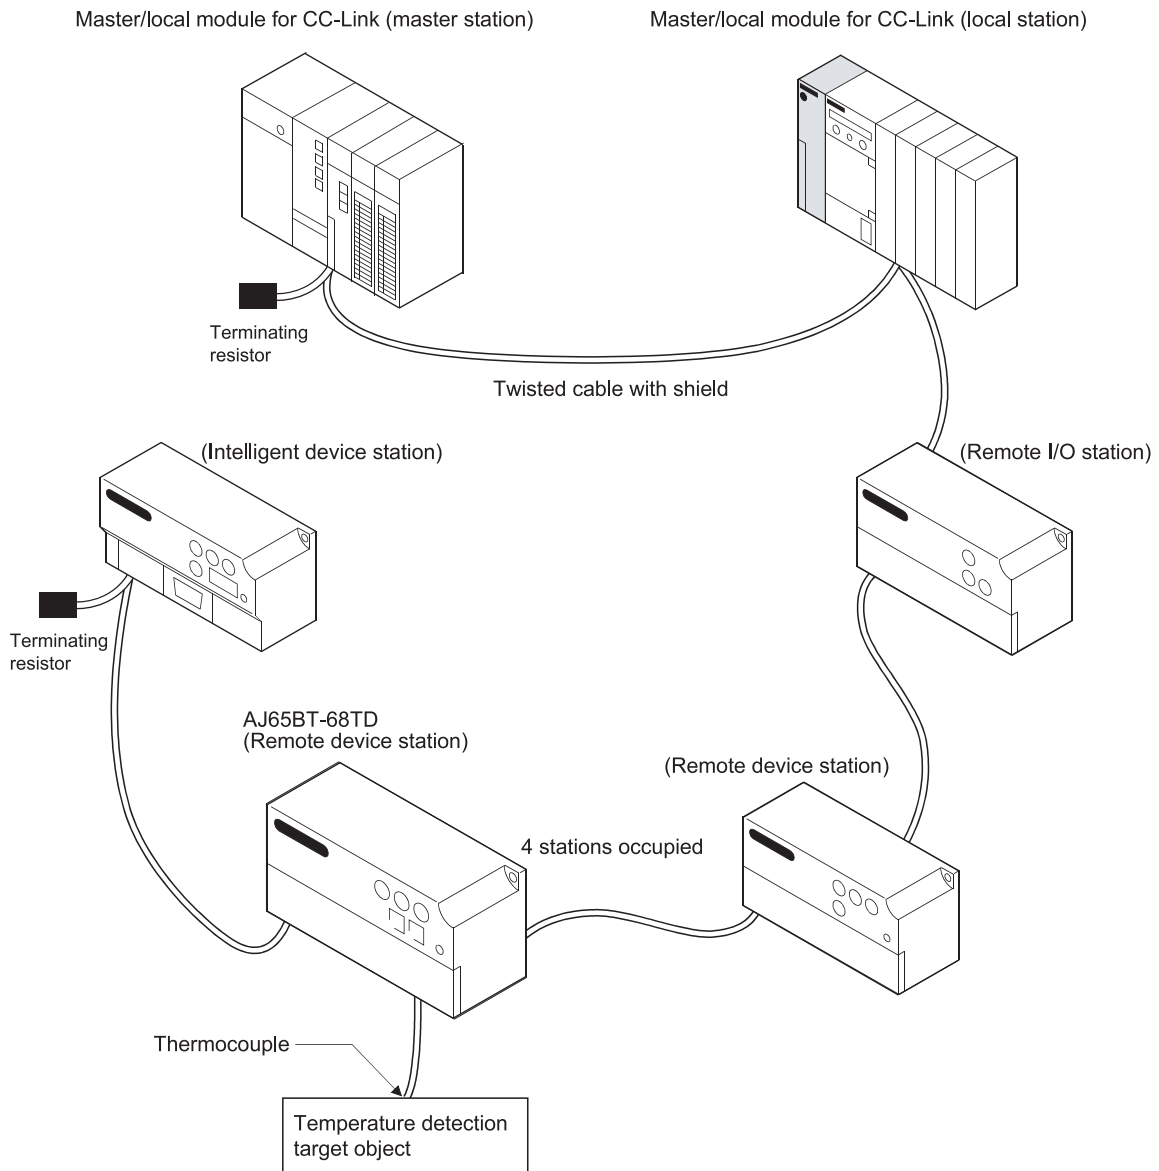 Master/local module for CC-Link (master station)
Master/local module for CC-Link (local station)
Terminating
resistor
Twisted cable with shield
(Intelligent device station)
(Remote I/O station)
Terminating
resistor
AJ65BT-68TD
(Remote device station)
(Remote device station)
4 stations occupied
Thermocouple
Temperature detection
target object